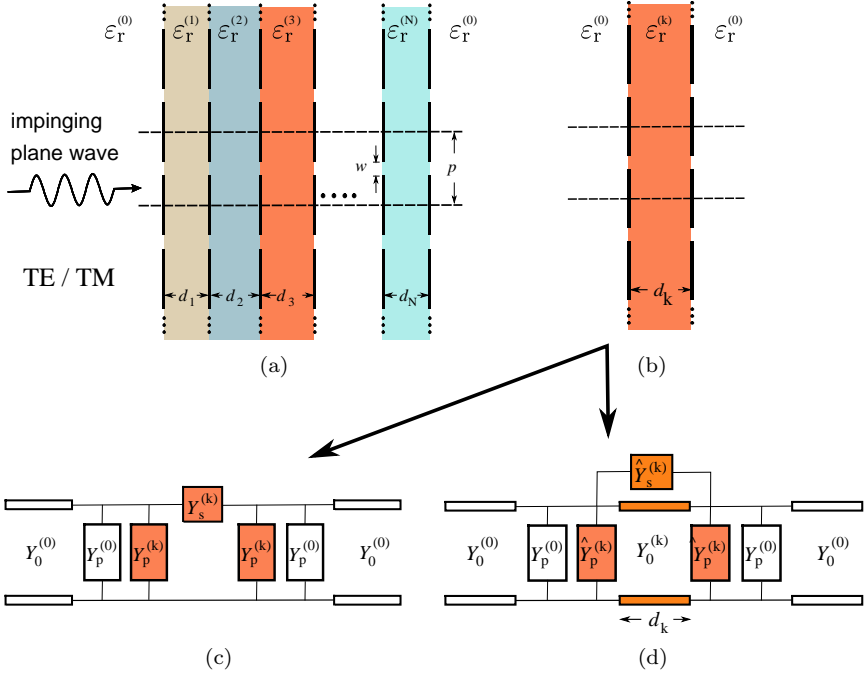 ε_r^(0) ε_r^(1) ε_r^(2) ε_r^(3) ε_r^(N) ε_r^(0)
impinging
plane wave
w
p
TE / TM
d_1 d_2 d_3 d_N
(a)
ε_r^(0) ε_r^(k) ε_r^(0)
d_k
(b)
Y_s^(k)
Y_0^(0) Y_p^(0) Y_p^(k) Y_p^(k) Y_p^(0) Y_0^(0)
(c)
Ŷ_s^(k)
Y_0^(0) Y_p^(0) Ŷ_p^(k) Y_0^(k) Ŷ_p^(k) Y_p^(0) Y_0^(0)
d_k
(d)